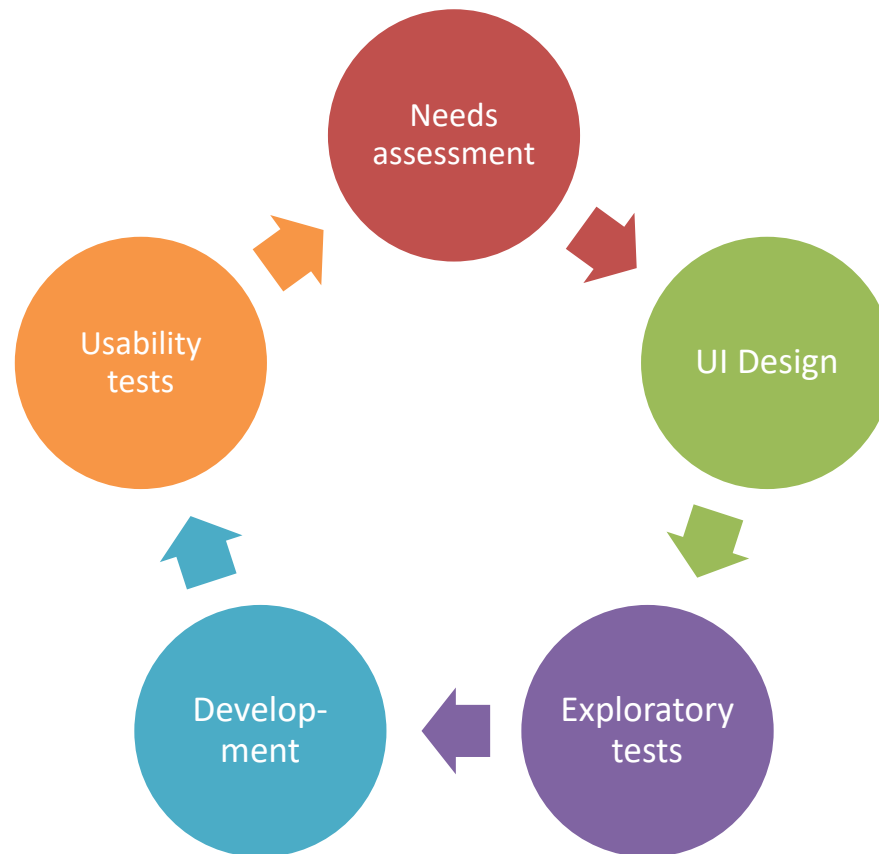 Needs
assessment
UI Design
Exploratory
tests
Develop-
ment
Usability
tests